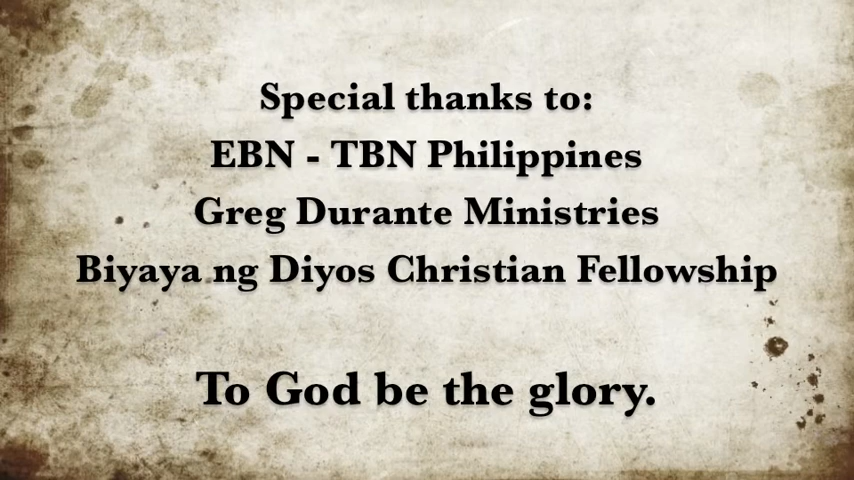 Special thanks to:
EBN - TBN Philippines
Greg Durante Ministries
Biyaya ng Diyos Christian Fellowship
To God be the glory.